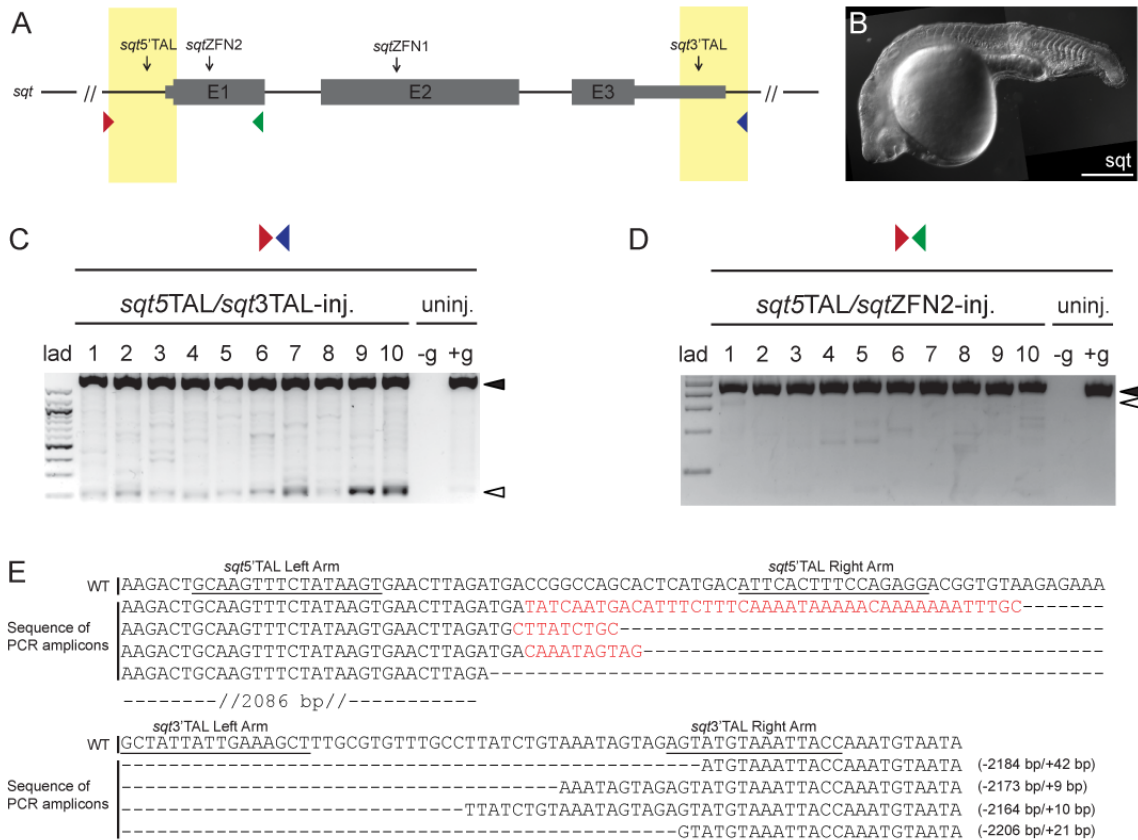 A
B
sqt5'TAL
sqtZFN2
sqtZFN1
sqt3'TAL
sqt
//
E1
E2
E3
//
sqt
C
D
sqt5TAL/sqt3TAL-inj.
uninj.
lad 1 2 3 4 5 6 7 8 9 10 -g +g
sqt5TAL/sqtZFN2-inj.
uninj.
lad 1 2 3 4 5 6 7 8 9 10 -g +g
E
sqt5'TAL Left Arm
sqt5'TAL Right Arm
WT
AAGACTGCAAGTTTCTATAAGTGAACTTAGATGACCGGCCAGCACTCATGACATTCACTTTCCAGAGGACGGTGTAAGAGAAA
Sequence of PCR amplicons
AAGACTGCAAGTTTCTATAAGTGAACTTAGATGATATCAATGACATTTCTTTCAAAATAAAAACAAAAAAATTTGC-------
AAGACTGCAAGTTTCTATAAGTGAACTTAGATGCTTATCTGC-----------------------------------------
AAGACTGCAAGTTTCTATAAGTGAACTTAGATGACAAATAGTAG---------------------------------------
AAGACTGCAAGTTTCTATAAGTGAACTTAGA----------------------------------------------------
--------//2086 bp//-----------
sqt3'TAL Left Arm
sqt3'TAL Right Arm
WT
GCTATTATTGAAAGCTTTGCGTGTTTGCCTTATCTGTAAATAGTAGAGTATGTAAATTACCAAATGTAATA
Sequence of PCR amplicons
-------------------------------------------------ATGTAAATTACCAAATGTAATA (-2184 bp/+42 bp)
-------------------------------------AAATAGTAGAGTATGTAAATTACCAAATGTAATA (-2173 bp/+9 bp)
-----------------------------TTATCTGTAAATAGTAGAGTATGTAAATTACCAAATGTAATA (-2164 bp/+10 bp)
-----------------------------------------------GTATGTAAATTACCAAATGTAATA (-2206 bp/+21 bp)